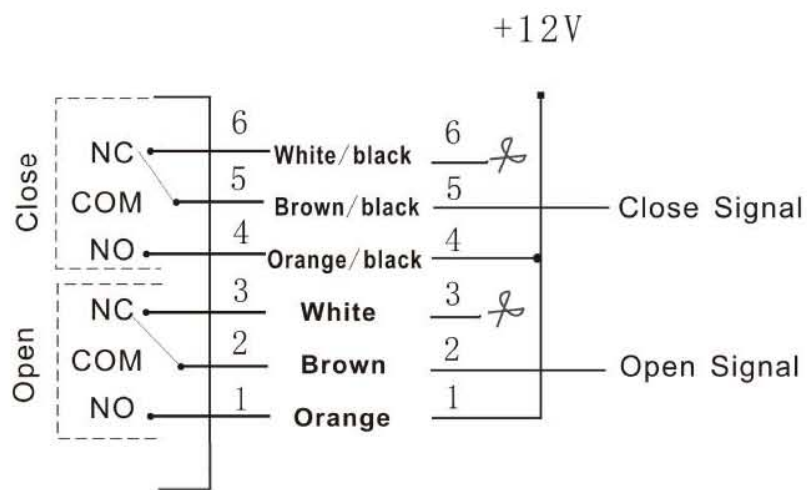 +12V
Close
NC 6 White/black 6
COM 5 Brown/black 5 Close Signal
NO 4 Orange/black 4
Open
NC 3 White 3
COM 2 Brown 2 Open Signal
NO 1 Orange 1